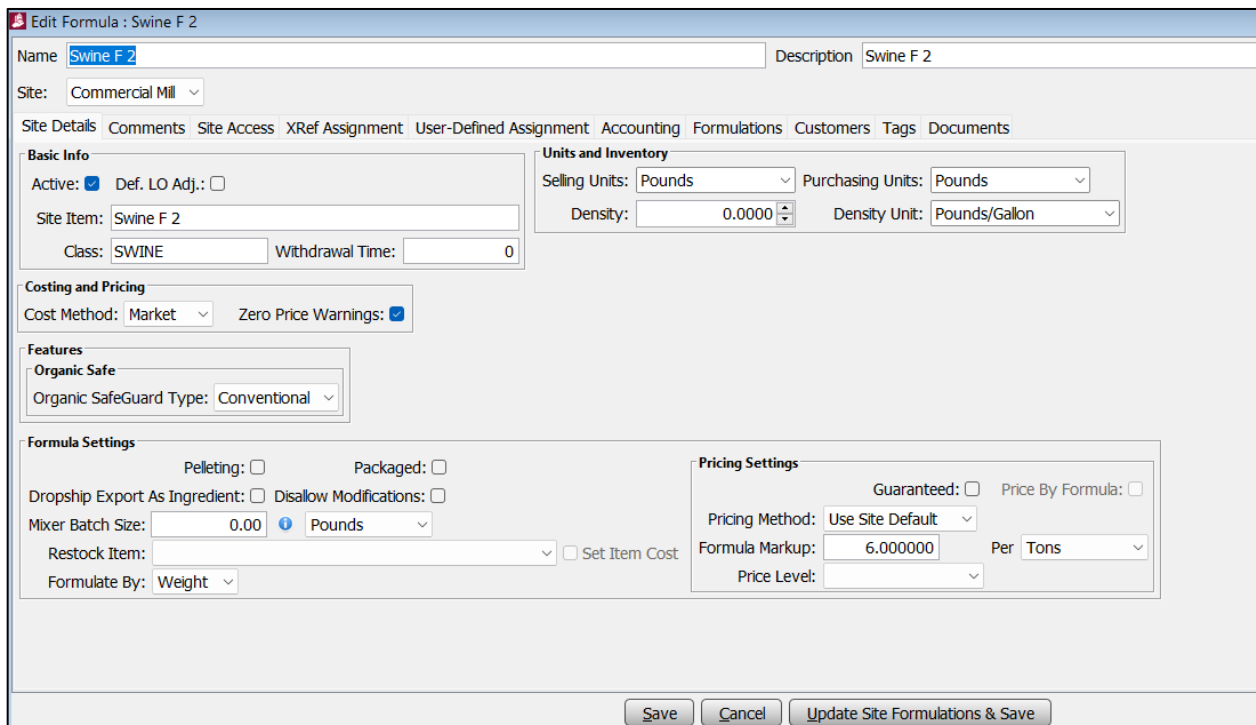 Edit Formula : Swine F 2
Name Swine F 2 Description Swine F 2
Site: Commercial Mill
Site Details Comments Site Access XRef Assignment User-Defined Assignment Accounting Formulations Customers Tags Documents
Basic Info
Active: Def. LO Adj.:
Site Item: Swine F 2
Class: SWINE Withdrawal Time: 0
Units and Inventory
Selling Units: Pounds Purchasing Units: Pounds
Density: 0.0000 Density Unit: Pounds/Gallon
Costing and Pricing
Cost Method: Market Zero Price Warnings:
Features
Organic Safe
Organic SafeGuard Type: Conventional
Formula Settings
Pelleting: Packaged:
Dropship Export As Ingredient: Disallow Modifications:
Mixer Batch Size: 0.00 Pounds
Restock Item: Set Item Cost
Formulate By: Weight
Pricing Settings
Guaranteed: Price By Formula:
Pricing Method: Use Site Default
Formula Markup: 6.000000 Per Tons
Price Level:
Save Cancel Update Site Formulations & Save